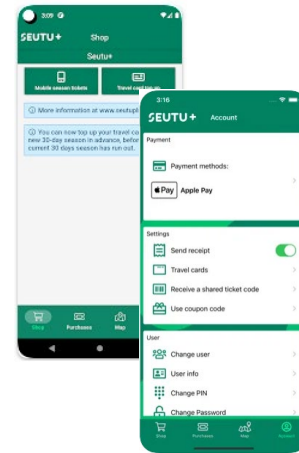 3:09
SEUTU+ Shop
Seutu+
Mobile season tickets
Travel card top up
More information at www.seutupl
You can now top up your travel ca
new 30-day season in advance, before
current 30 days season has run out.
Shop
Purchases
Map
3:16
SEUTU+ Account
Payment
Payment methods:
Pay Apple Pay
Settings
Send receipt
Travel cards
Receive a shared ticket code
Use coupon code
User
Change user
User info
Change PIN
Change Password
Shop
Purchases
Map
Account